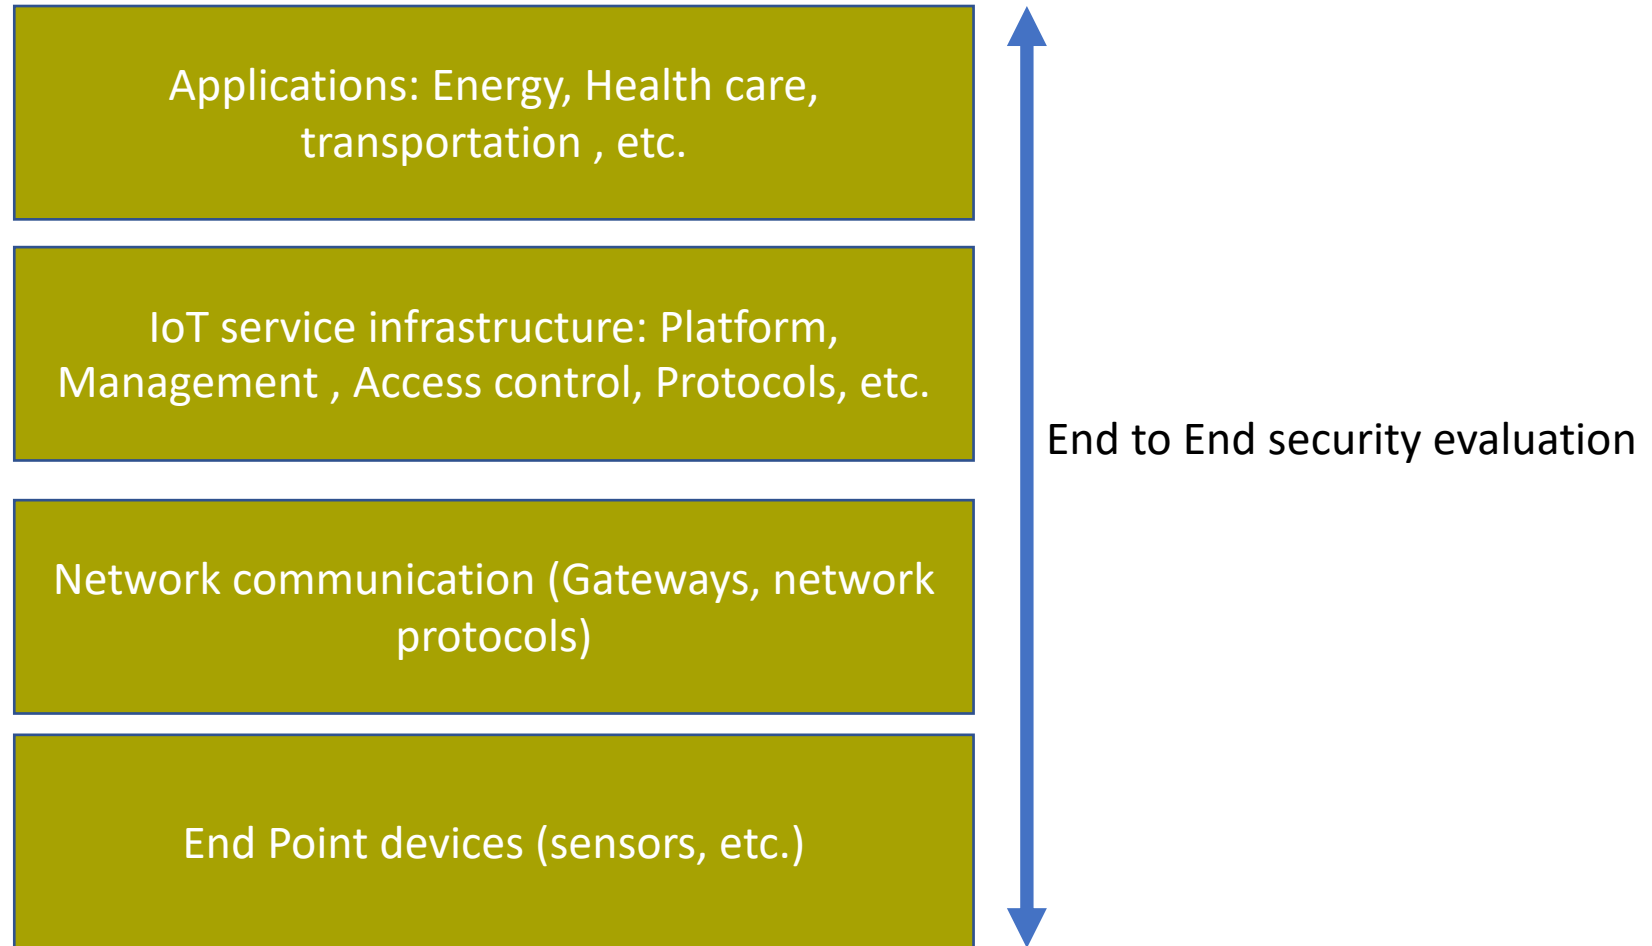 Applications: Energy, Health care,
transportation , etc.
IoT service infrastructure: Platform,
Management , Access control, Protocols, etc.
End to End security evaluation
Network communication (Gateways, network
protocols)
End Point devices (sensors, etc.)